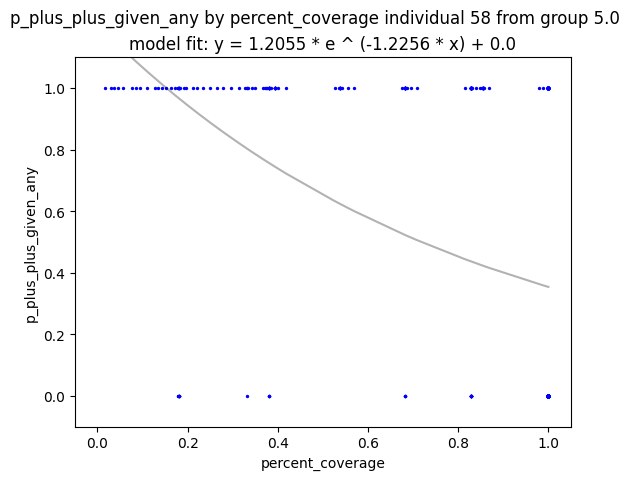 p_plus_plus_given_any by percent_coverage individual 58 from group 5.0
model fit: y = 1.2055 * e ^ (-1.2256 * x) + 0.0
1.0
0.8
0.6
0.4
0.2
0.0
p_plus_plus_given_any
0.0 0.2 0.4 0.6 0.8 1.0
percent_coverage